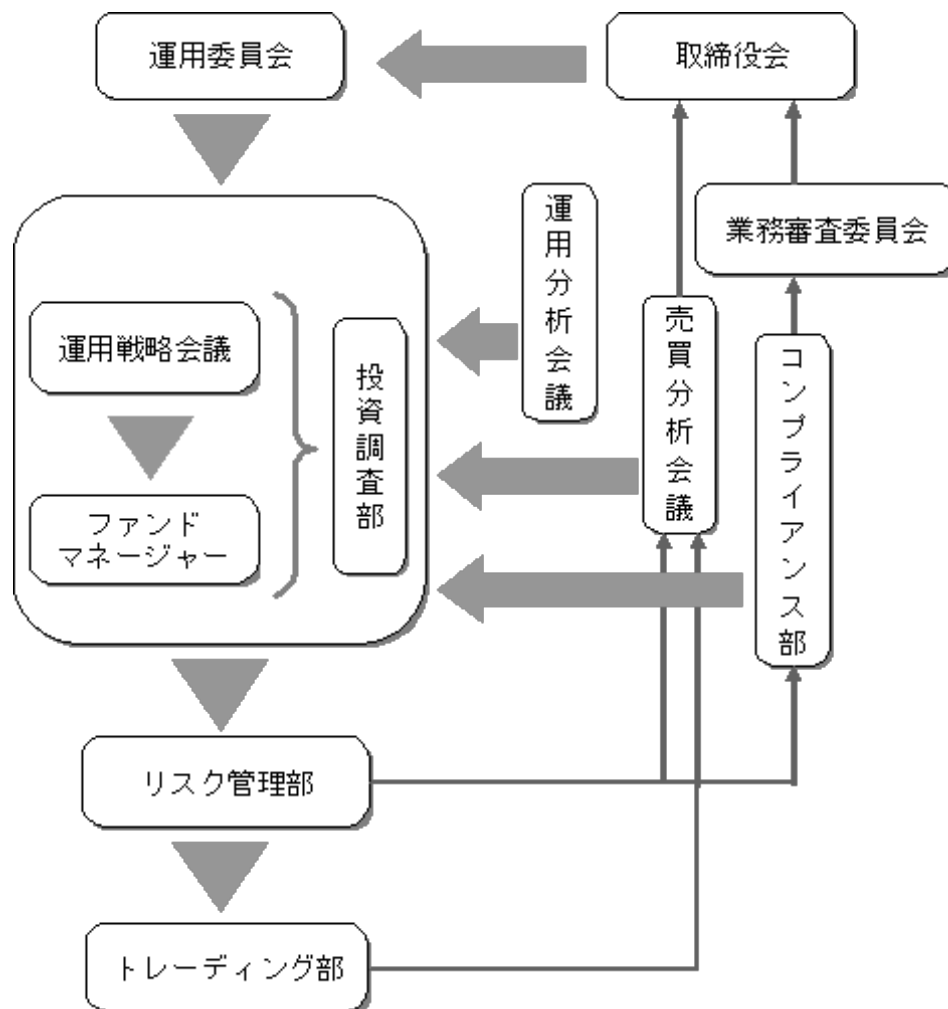 運用委員会
取締役会
運用分析会議
業務審査委員会
売買分析会議
運用戦略会議
投資調査部
コンプライアンス部
ファンド
マネージャー
リスク管理部
トレーディング部